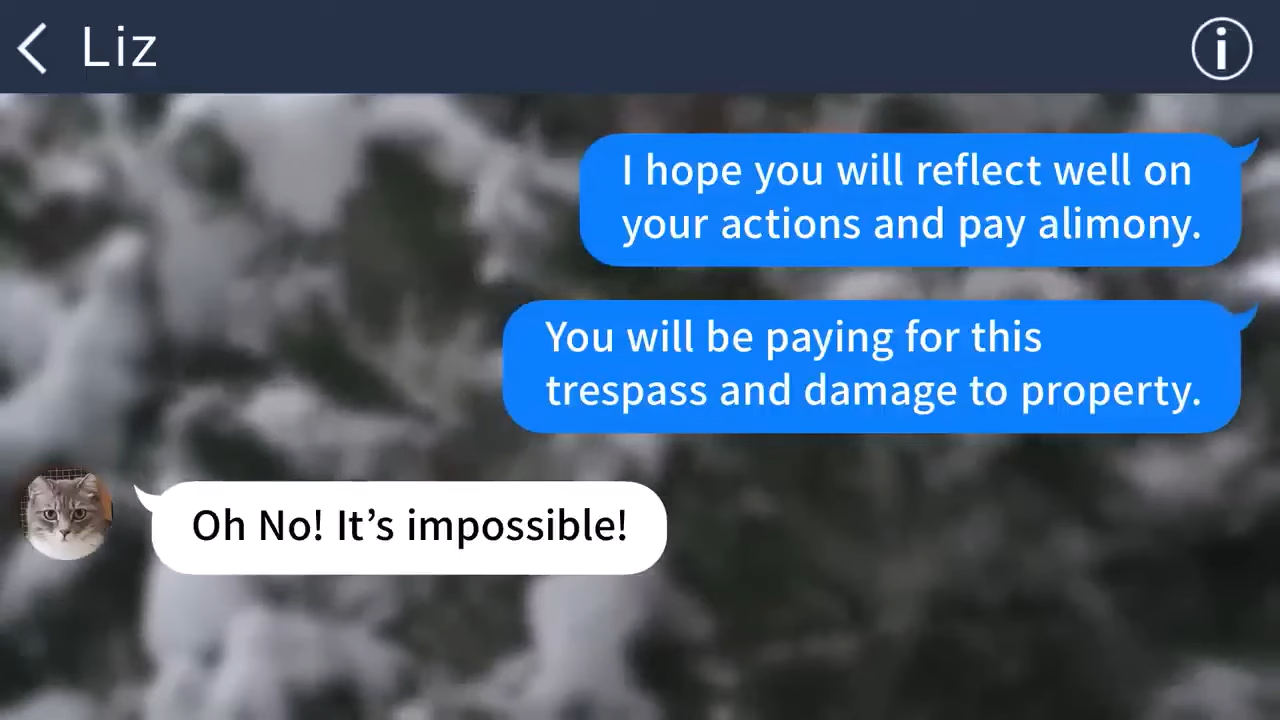 Liz
I hope you will reflect well on
your actions and pay alimony.
You will be paying for this
trespass and damage to property.
Oh No! It’s impossible!